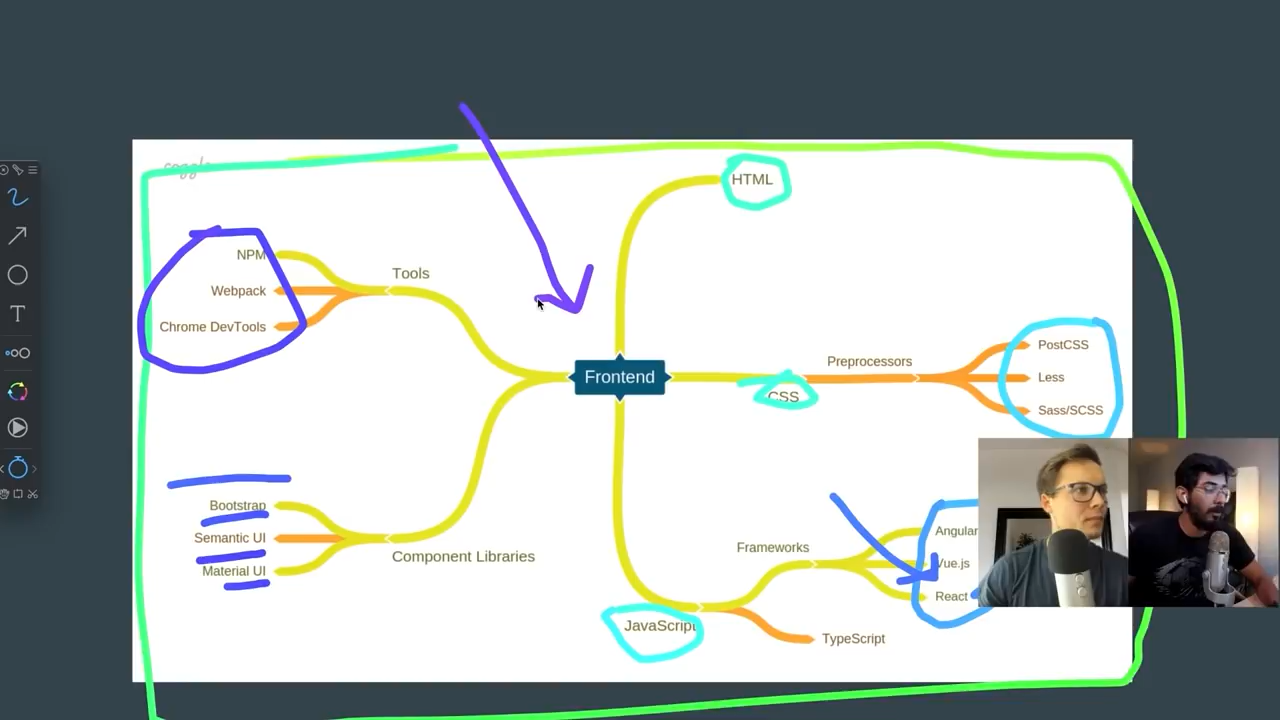 coggle
HTML
NPM
Webpack
Chrome DevTools
Tools
Frontend
CSS
Preprocessors
PostCSS
Less
Sass/SCSS
Bootstrap
Semantic UI
Material UI
Component Libraries
JavaScript
Frameworks
Angular
Vue.js
React
TypeScript
T